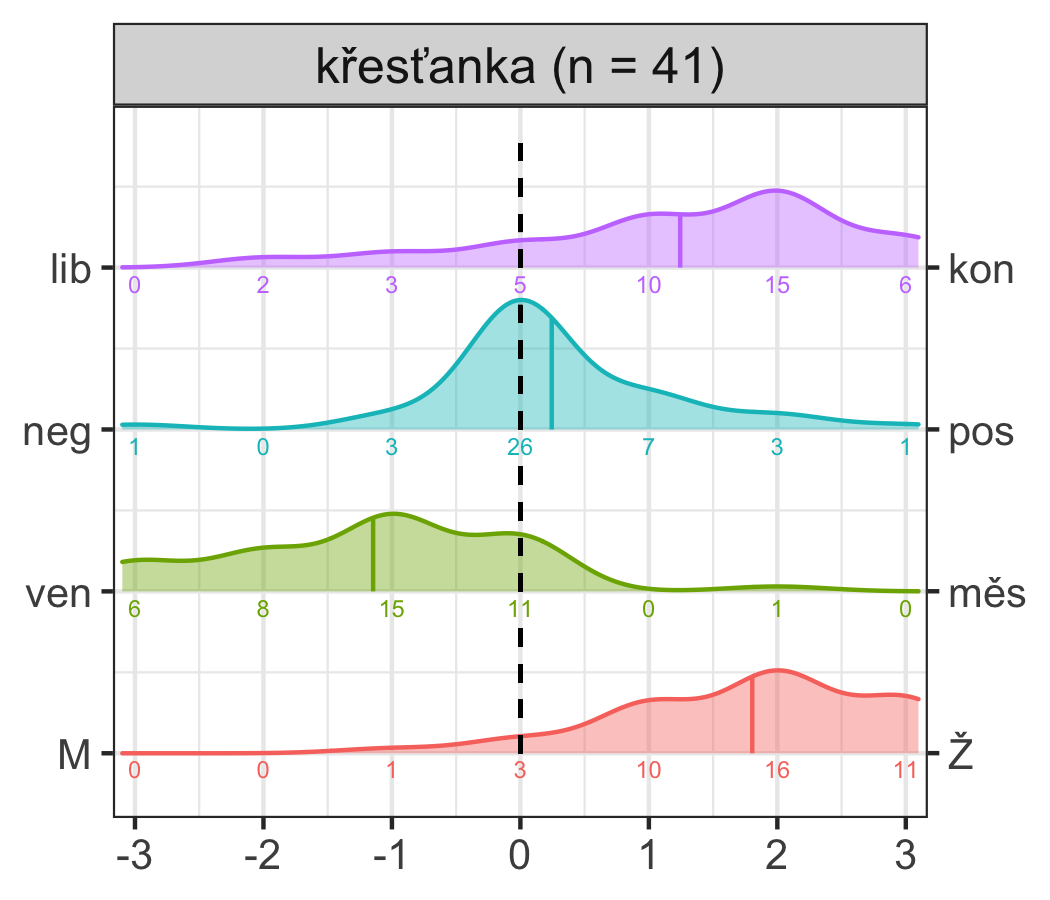 křesťanka (n = 41)
lib kon
0 2 3 5 10 15 6
neg pos
1 0 3 26 7 3 1
ven měs
6 8 15 11 0 1 0
M Ž
0 0 1 3 10 16 11
-3 -2 -1 0 1 2 3